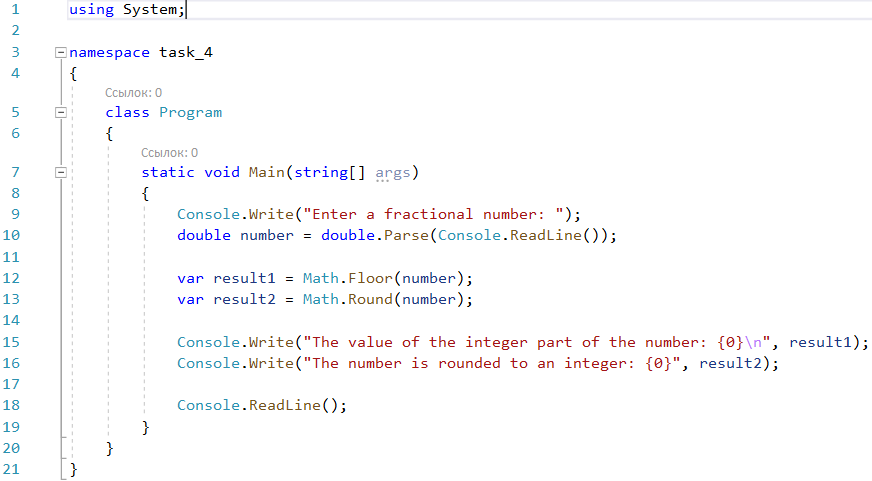 1 using System;
2
3 namespace task_4
4 {
Ссылок: 0
5 class Program
6 {
Ссылок: 0
7 static void Main(string[] args)
8 {
9 Console.Write("Enter a fractional number: ");
10 double number = double.Parse(Console.ReadLine());
11
12 var result1 = Math.Floor(number);
13 var result2 = Math.Round(number);
14
15 Console.Write("The value of the integer part of the number: {0}\n", result1);
16 Console.Write("The number is rounded to an integer: {0}", result2);
17
18 Console.ReadLine();
19 }
20 }
21 }